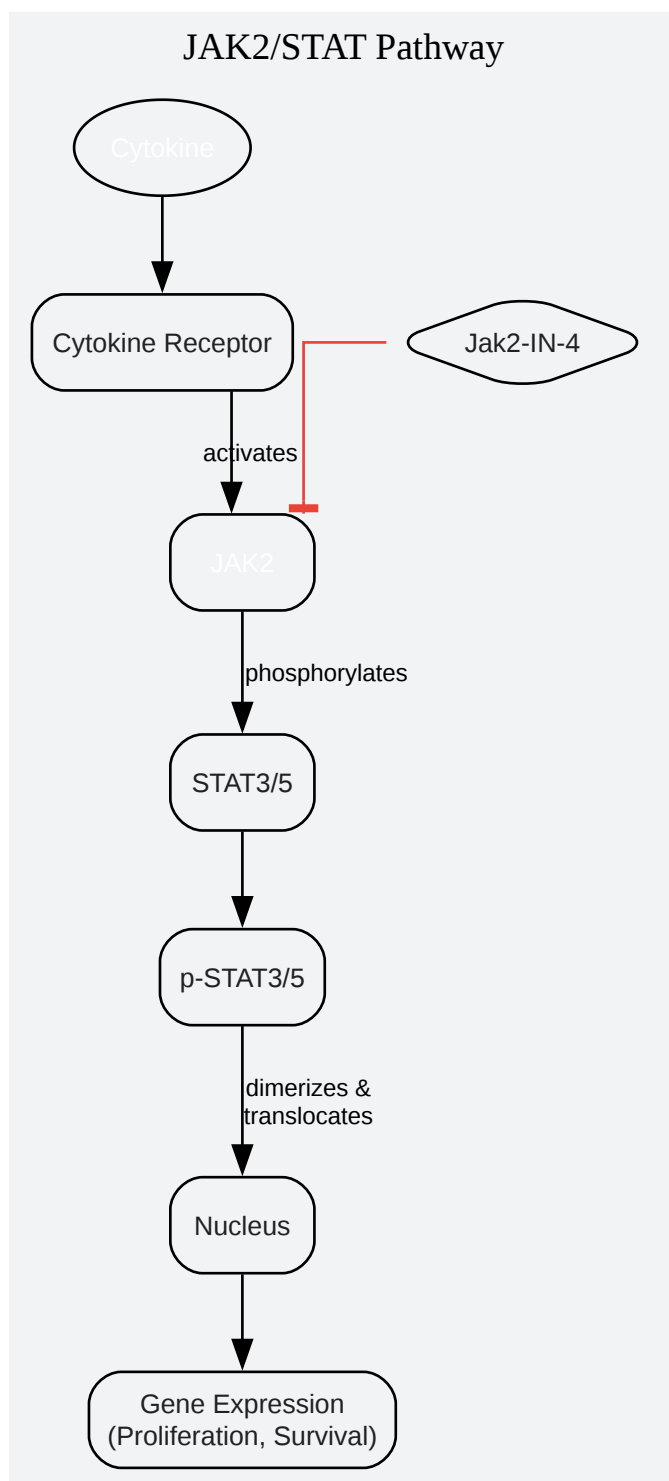 JAK2/STAT Pathway
Cytokine
Cytokine Receptor
Jak2-IN-4
activates
JAK2
phosphorylates
STAT3/5
p-STAT3/5
dimerizes &
translocates
Nucleus
Gene Expression
(Proliferation, Survival)